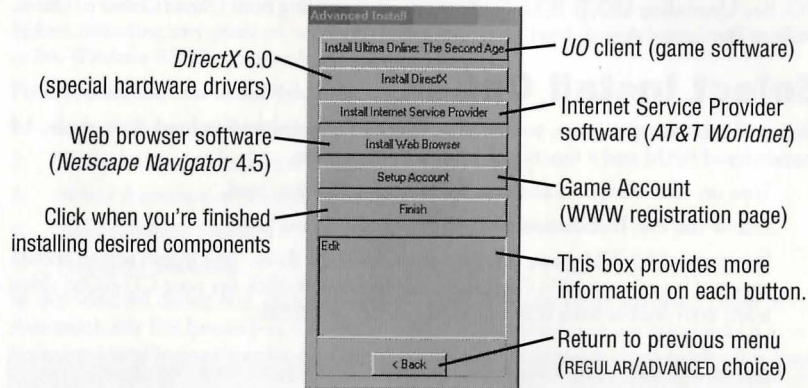 Advanced Install
Install Ultima Online: The Second Age
Install DirectX
Install Internet Service Provider
Install Web Browser
Setup Account
Finish
Edit
< Back
DirectX 6.0
(special hardware drivers)
Web browser software
(Netscape Navigator 4.5)
Click when you're finished
installing desired components
UO client (game software)
Internet Service Provider
software (AT&T Worldnet)
Game Account
(WWW registration page)
This box provides more
information on each button.
Return to previous menu
(REGULAR/ADVANCED choice)